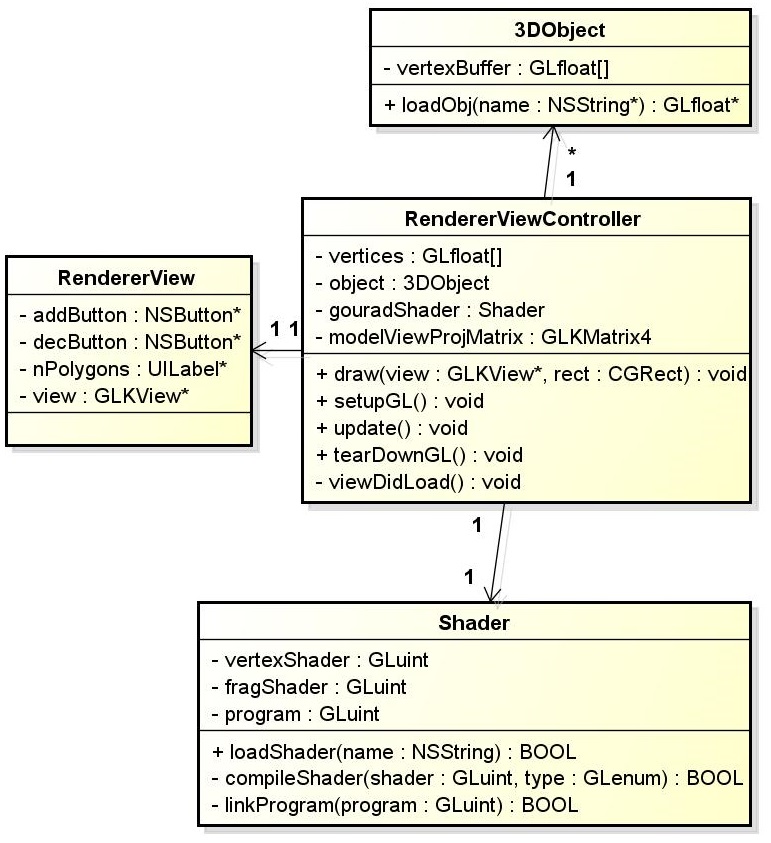 3DObject
- vertexBuffer : GLfloat[]
+ loadObj(name : NSString*) : GLfloat*
*
1
RendererViewController
- vertices : GLfloat[]
- object : 3DObject
- gouradShader : Shader
- modelViewProjMatrix : GLKMatrix4
+ draw(view : GLKView*, rect : CGRect) : void
+ setupGL() : void
+ update() : void
+ tearDownGL() : void
- viewDidLoad() : void
RendererView
- addButton : NSButton*
- decButton : NSButton*
- nPolygons : UILabel*
- view : GLKView*
1 1
1
1
Shader
- vertexShader : GLuint
- fragShader : GLuint
- program : GLuint
+ loadShader(name : NSString) : BOOL
- compileShader(shader : GLuint, type : GLenum) : BOOL
- linkProgram(program : GLuint) : BOOL